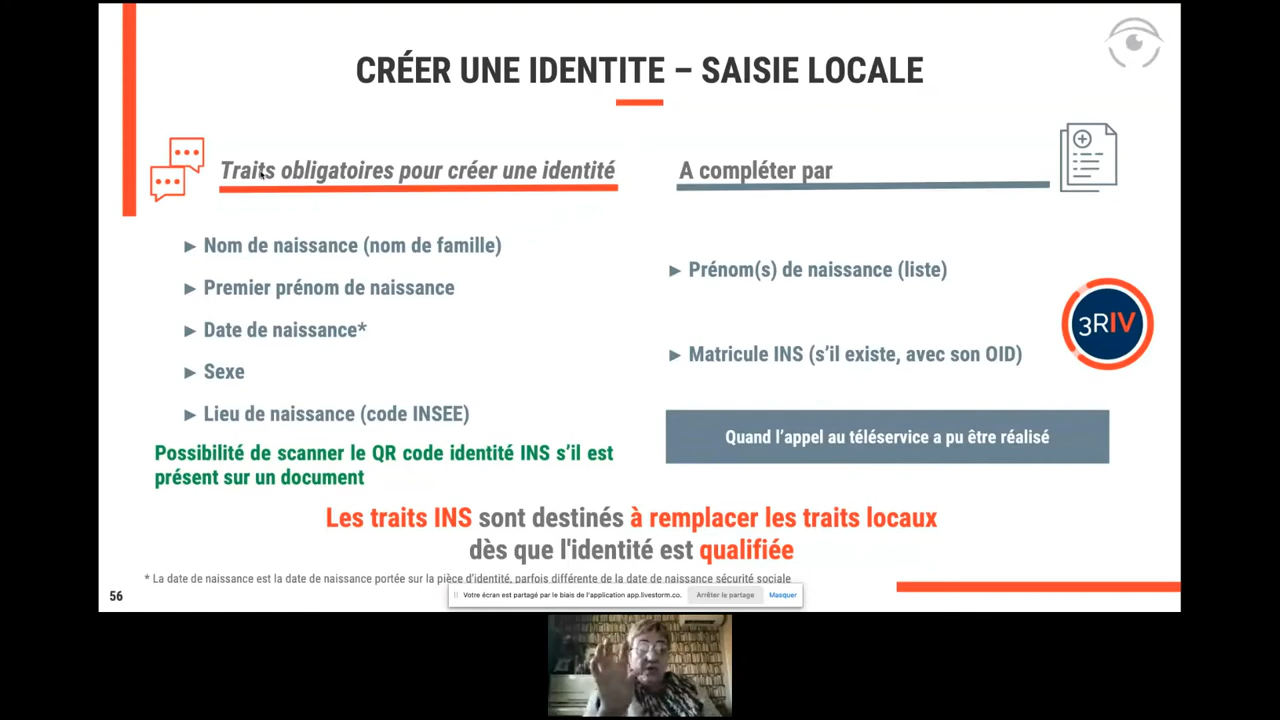 CRÉER UNE IDENTITE – SAISIE LOCALE
Traits obligatoires pour créer une identité
► Nom de naissance (nom de famille)
► Premier prénom de naissance
► Date de naissance*
► Sexe
► Lieu de naissance (code INSEE)
Possibilité de scanner le QR code identité INS s’il est
présent sur un document
A compléter par
► Prénom(s) de naissance (liste)
► Matricule INS (s’il existe, avec son OID)
3RIV
Quand l’appel au téléservice a pu être réalisé
Les traits INS sont destinés à remplacer les traits locaux
dès que l'identité est qualifiée
* La date de naissance est la date de naissance portée sur la pièce d’identité, parfois différente de la date de naissance sécurité sociale
Votre écran est partagé par le biais de l’application app.livestorm.co.
Arrêter le partage
Masquer
56